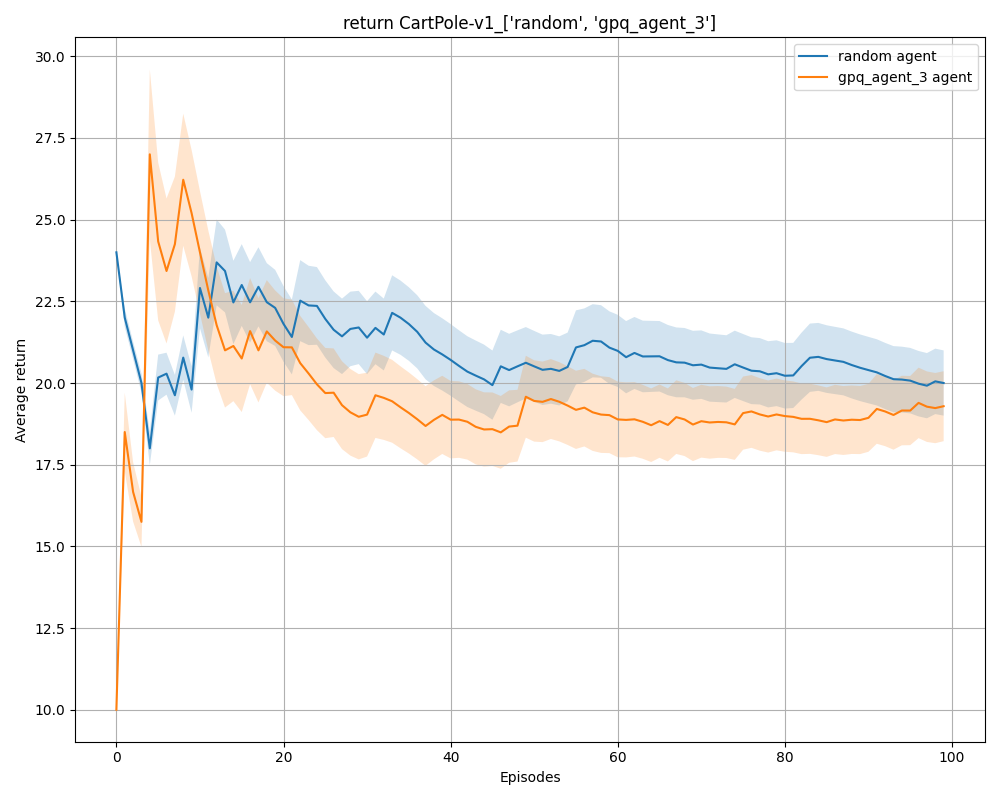 return CartPole-v1_['random', 'gpq_agent_3']
random agent
gpq_agent_3 agent
Average return
30.0
27.5
25.0
22.5
20.0
17.5
15.0
12.5
10.0
0 20 40 60 80 100
Episodes